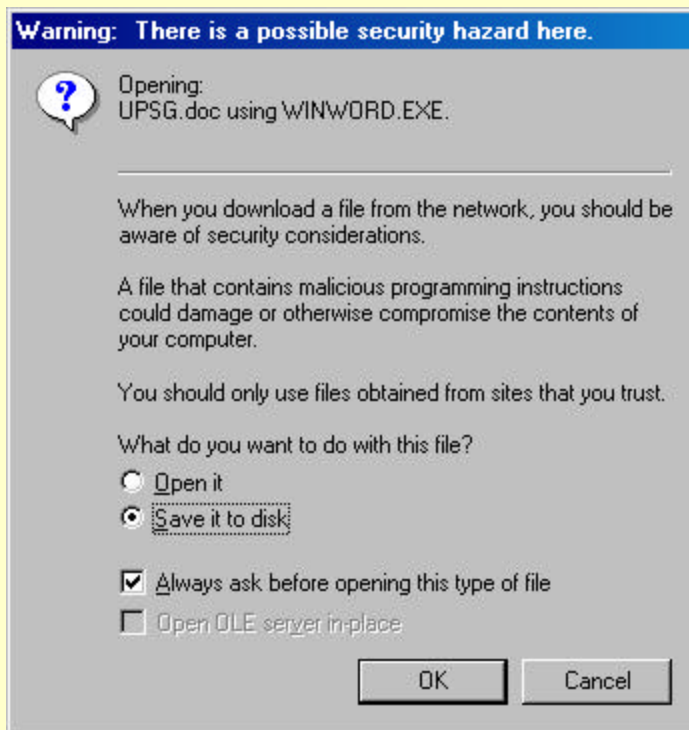 Warning: There is a possible security hazard here.
?
Opening:
UPSG.doc using WINWORD.EXE.
When you download a file from the network, you should be
aware of security considerations.
A file that contains malicious programming instructions
could damage or otherwise compromise the contents of
your computer.
You should only use files obtained from sites that you trust.
What do you want to do with this file?
Open it
Save it to disk
Always ask before opening this type of file
Open OLE server in-place
OK Cancel